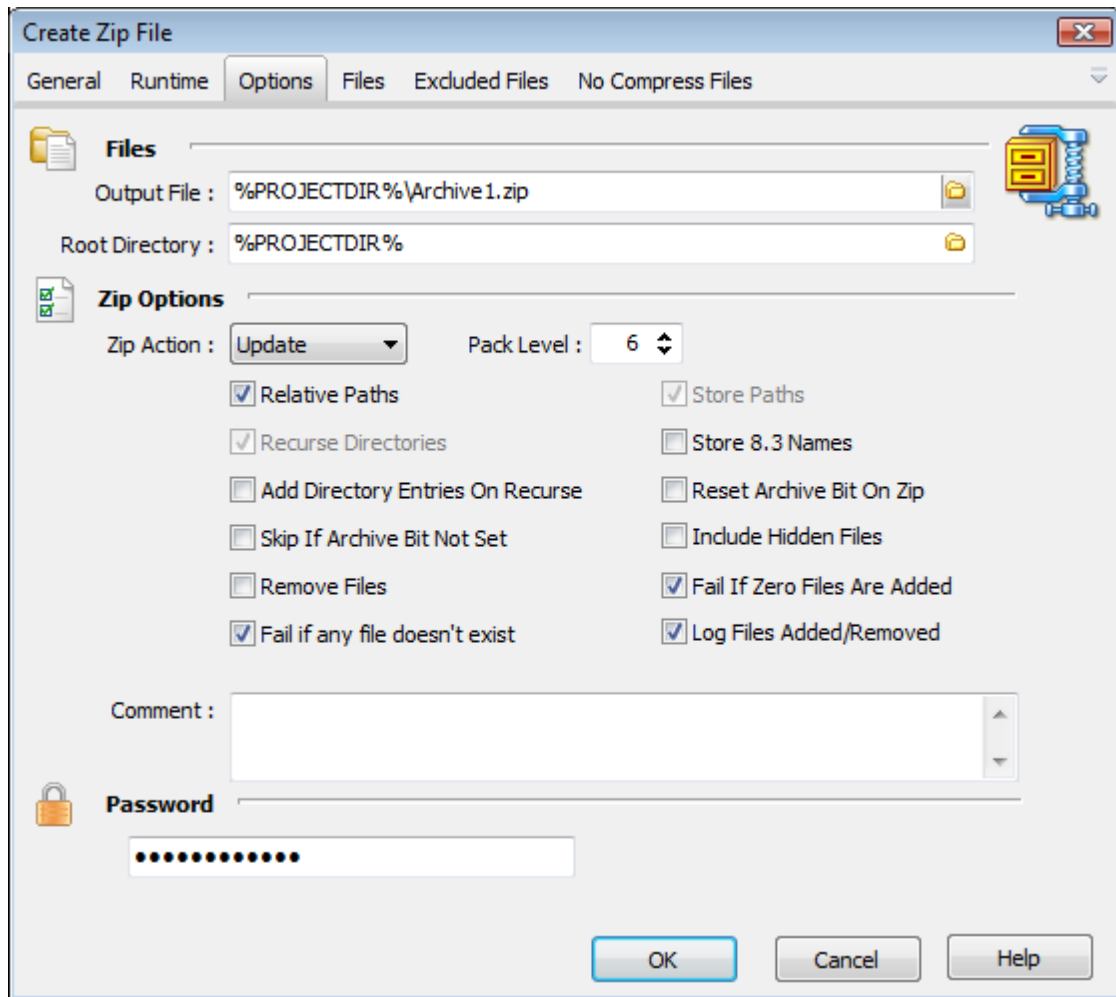 Create Zip File
General Runtime Options Files Excluded Files No Compress Files
Files
Output File : %PROJECTDIR%\Archive1.zip
Root Directory : %PROJECTDIR%
Zip Options
Zip Action : Update Pack Level : 6
Relative Paths Store Paths
Recurse Directories Store 8.3 Names
Add Directory Entries On Recurse Reset Archive Bit On Zip
Skip If Archive Bit Not Set Include Hidden Files
Remove Files Fail If Zero Files Are Added
Fail if any file doesn't exist Log Files Added/Removed
Comment :
Password
••••••••••••
OK Cancel Help